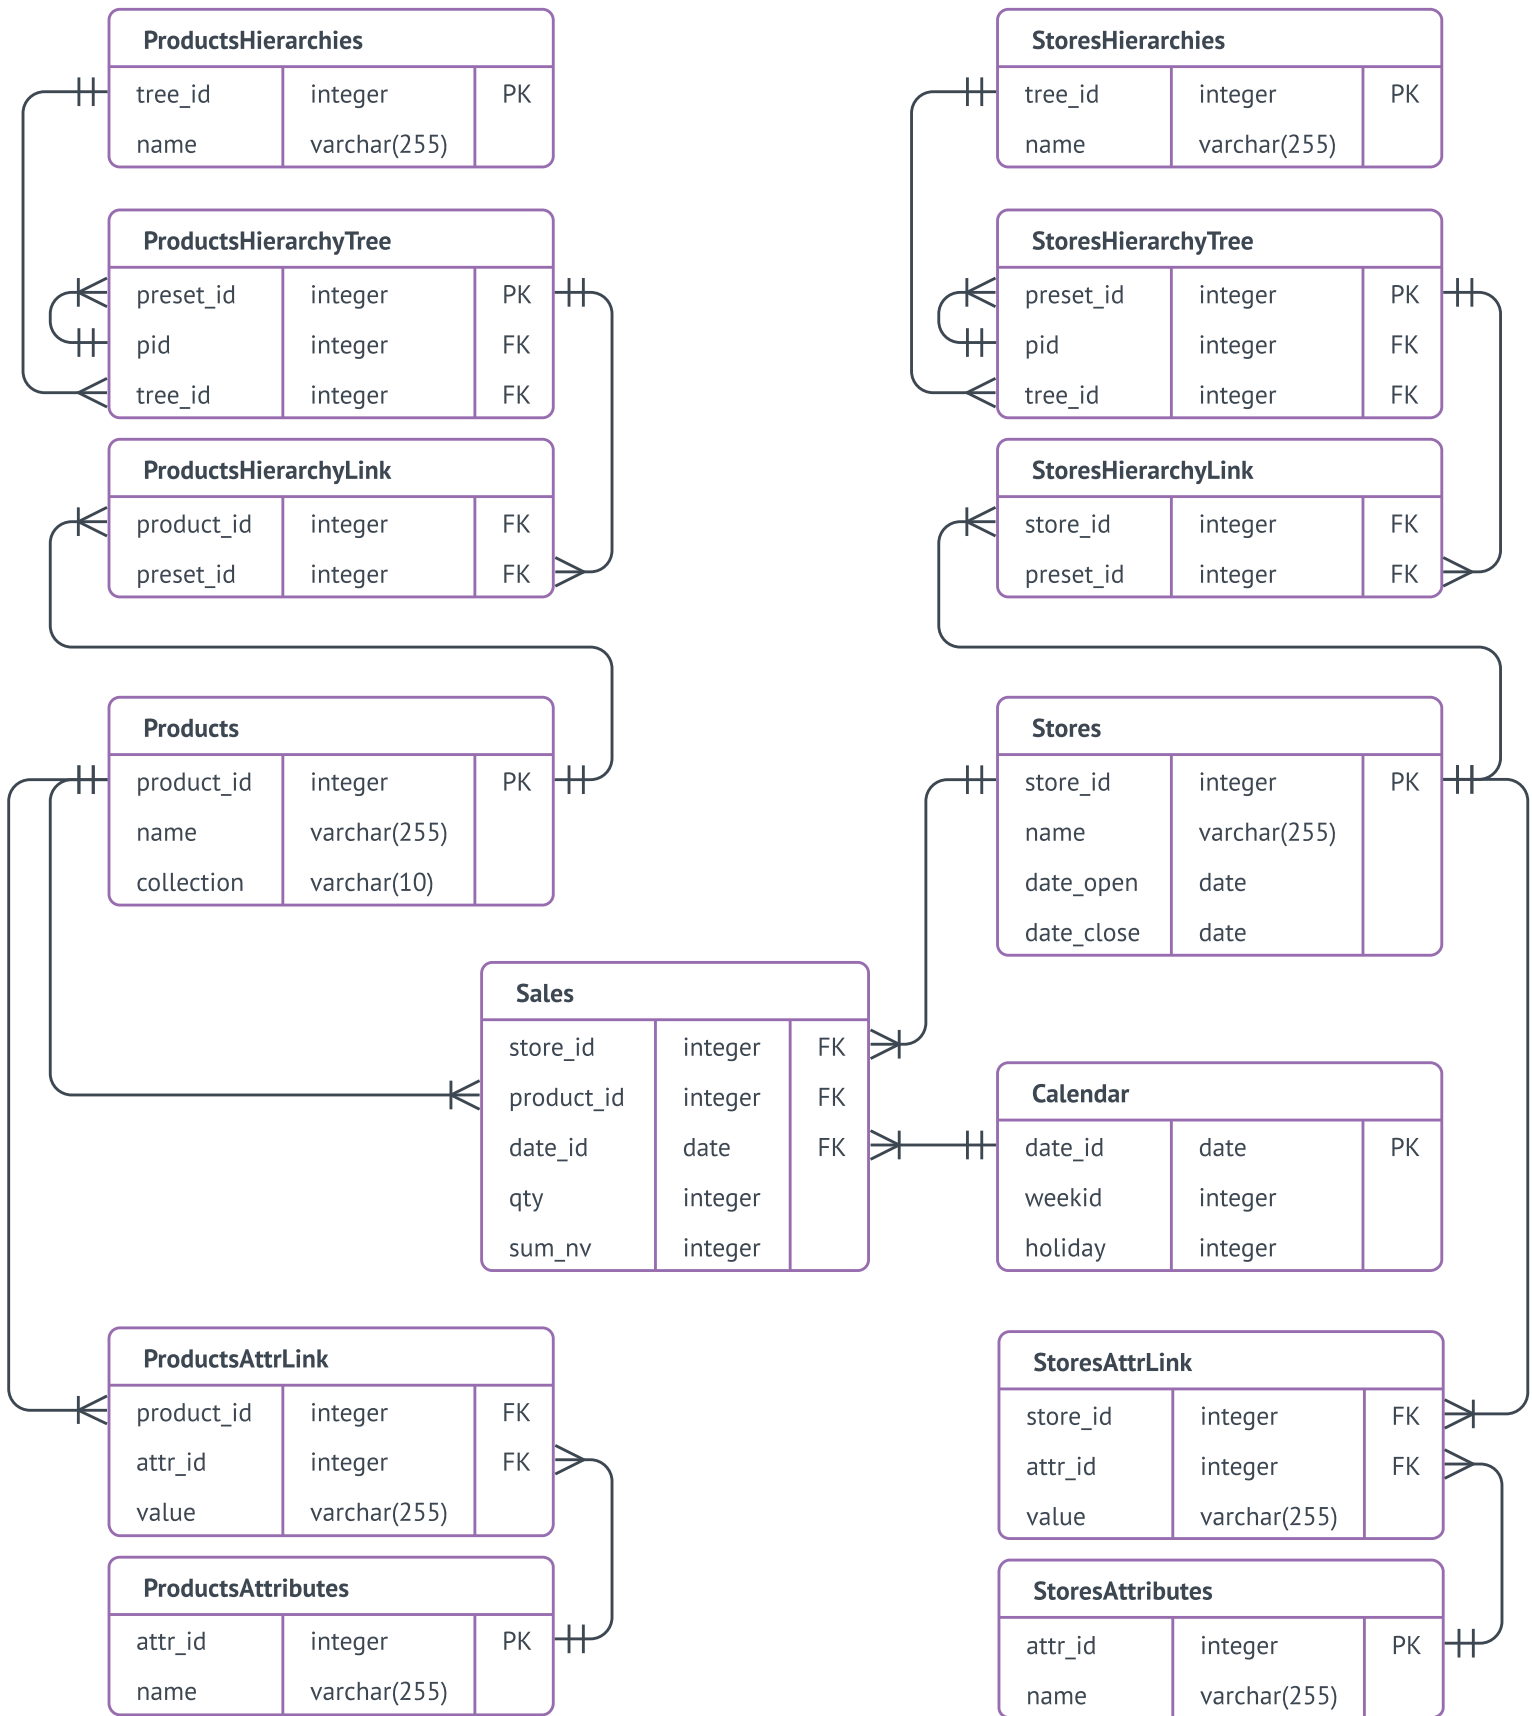 ProductsHierarchies
tree_id integer PK
name varchar(255)
ProductsHierarchyTree
preset_id integer PK
pid integer FK
tree_id integer FK
ProductsHierarchyLink
product_id integer FK
preset_id integer FK
Products
product_id integer PK
name varchar(255)
collection varchar(10)
StoresHierarchies
tree_id integer PK
name varchar(255)
StoresHierarchyTree
preset_id integer PK
pid integer FK
tree_id integer FK
StoresHierarchyLink
store_id integer FK
preset_id integer FK
Stores
store_id integer PK
name varchar(255)
date_open date
date_close date
Sales
store_id integer FK
product_id integer FK
date_id date FK
qty integer
sum_nv integer
Calendar
date_id date PK
weekid integer
holiday integer
ProductsAttrLink
product_id integer FK
attr_id integer FK
value varchar(255)
ProductsAttributes
attr_id integer PK
name varchar(255)
StoresAttrLink
store_id integer FK
attr_id integer FK
value varchar(255)
StoresAttributes
attr_id integer PK
name varchar(255)